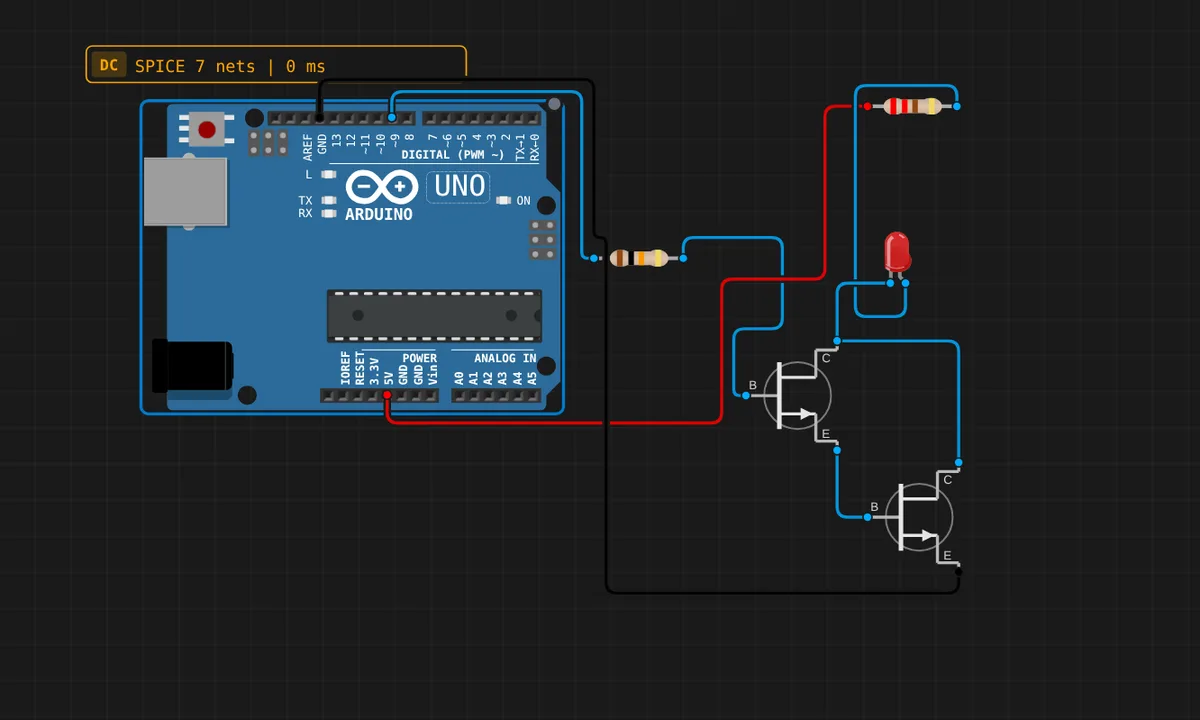 DC SPICE 7 nets | 0 ms
AREF
GND
13
12
~11
~10
~9
8
7
~6
~5
4
~3
2
TX→1
RX←0
DIGITAL (PWM ~)
L
TX
RX
UNO
ON
ARDUINO
IOREF
RESET
3.3V
5V
GND
GND
Vin
POWER
ANALOG IN
A0
A1
A2
A3
A4
A5
C
B
E
C
B
E